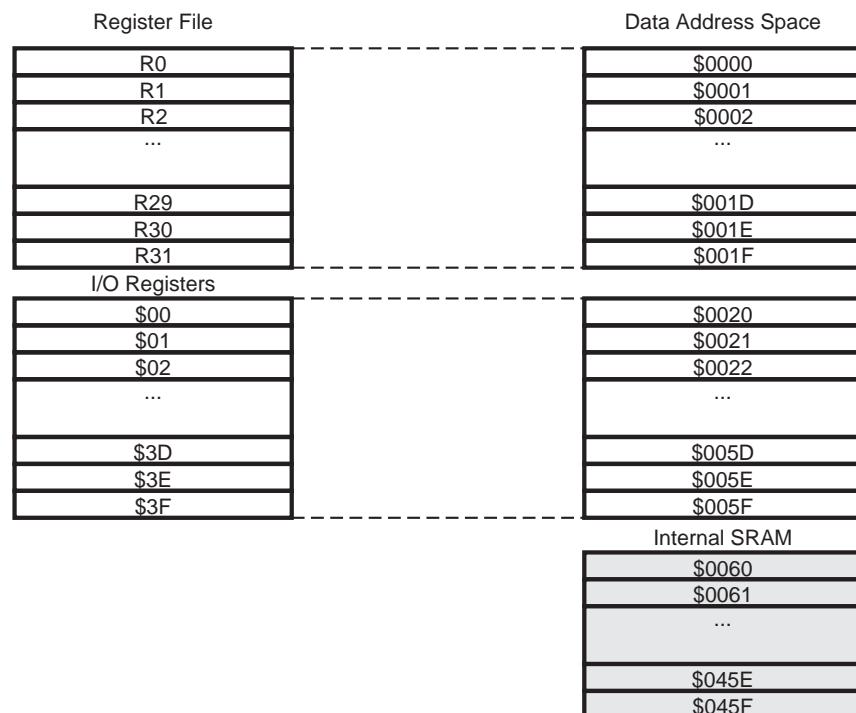 Register File
Data Address Space
R0
$0000
R1
$0001
R2
$0002
...
...
R29
$001D
R30
$001E
R31
$001F
I/O Registers
$00
$0020
$01
$0021
$02
$0022
...
...
$3D
$005D
$3E
$005E
$3F
$005F
Internal SRAM
$0060
$0061
...
$045E
$045F